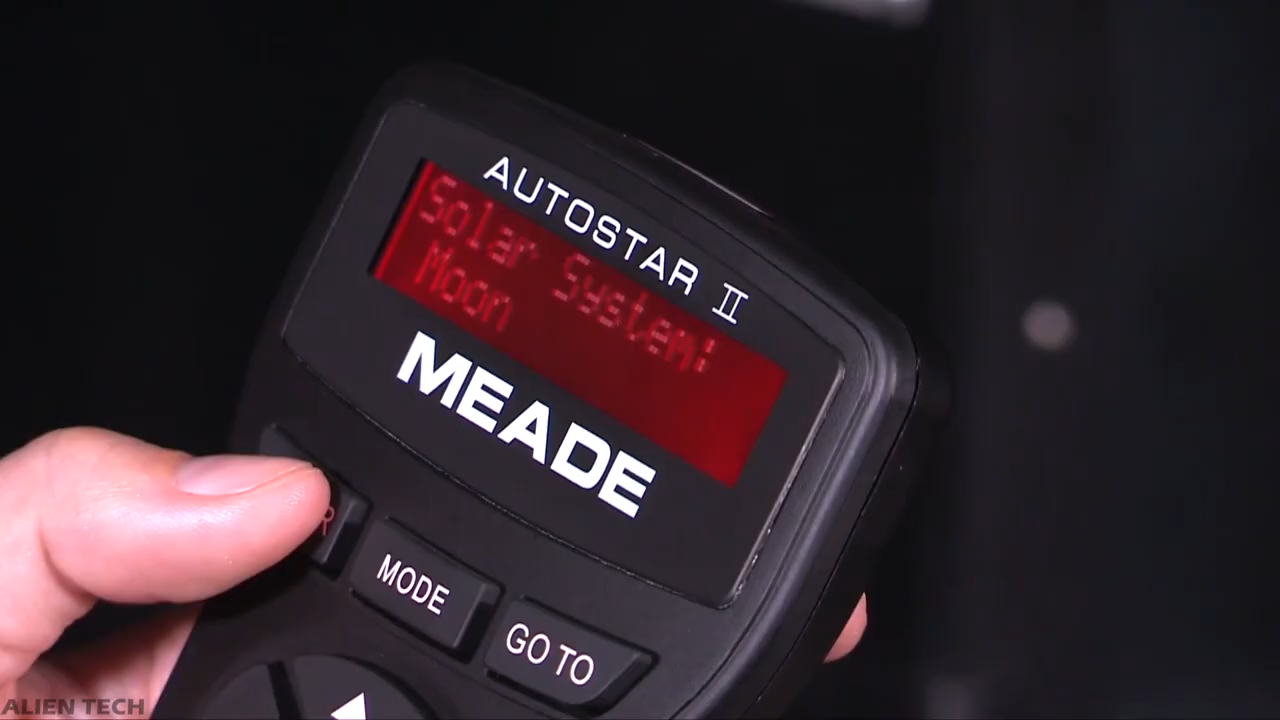 AUTOSTAR II
Solar System:
Moon
MEADE
R
MODE
GO TO
ALIEN TECH